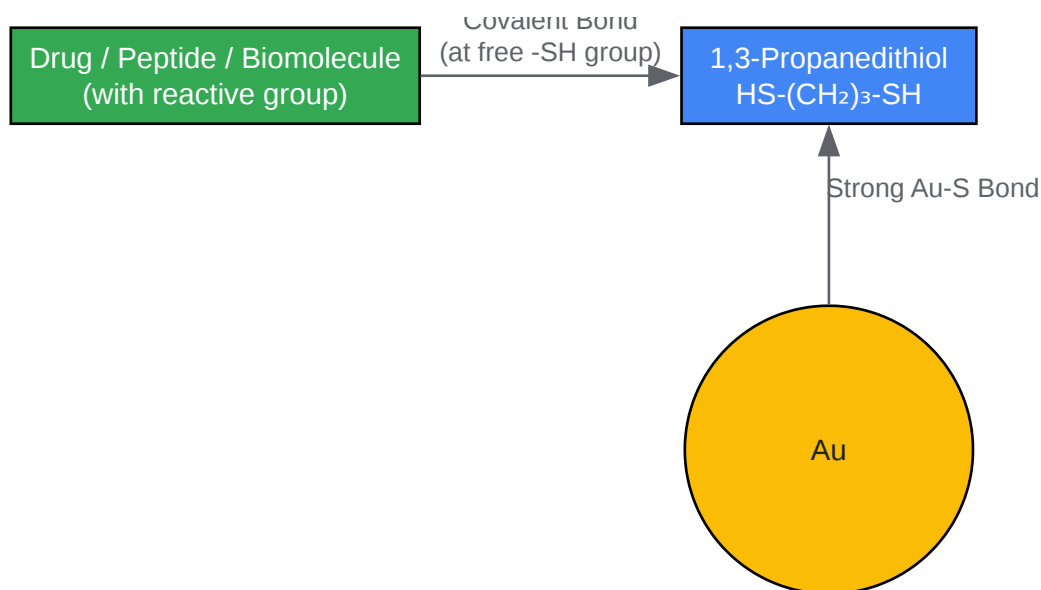 Covalent Bond
(at free -SH group)
Drug / Peptide / Biomolecule
(with reactive group)
1,3-Propanedithiol
HS-(CH₂)₃-SH
Strong Au-S Bond
Au